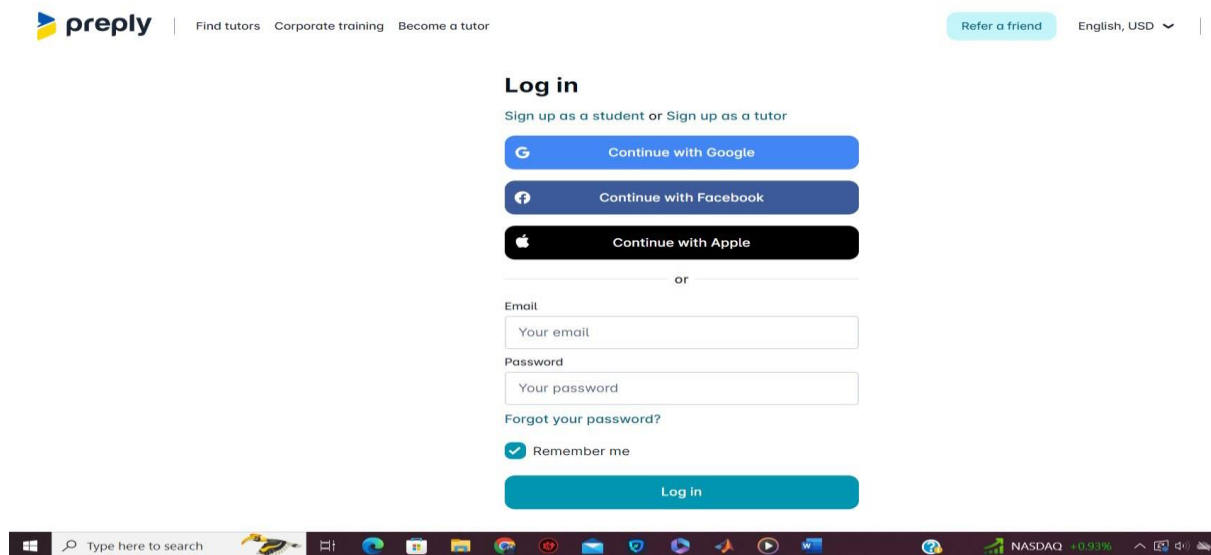 preply Find tutors Corporate training Become a tutor Refer a friend English, USD
Log in
Sign up as a student or Sign up as a tutor
G Continue with Google
Continue with Facebook
Continue with Apple
or
Email
Your email
Password
Your password
Forgot your password?
Remember me
Log in
Type here to search NASDAQ +0.93%